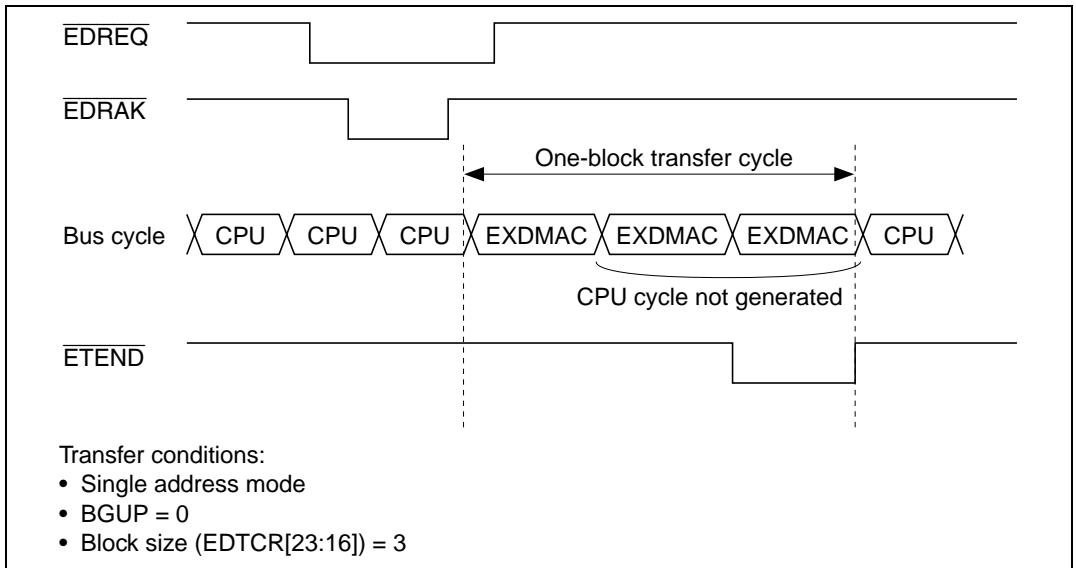 EDREQ
EDRAK
One-block transfer cycle
Bus cycle CPU CPU CPU EXDMAC EXDMAC EXDMAC CPU
CPU cycle not generated
ETEND
Transfer conditions:
• Single address mode
• BGUP = 0
• Block size (EDTCR[23:16]) = 3